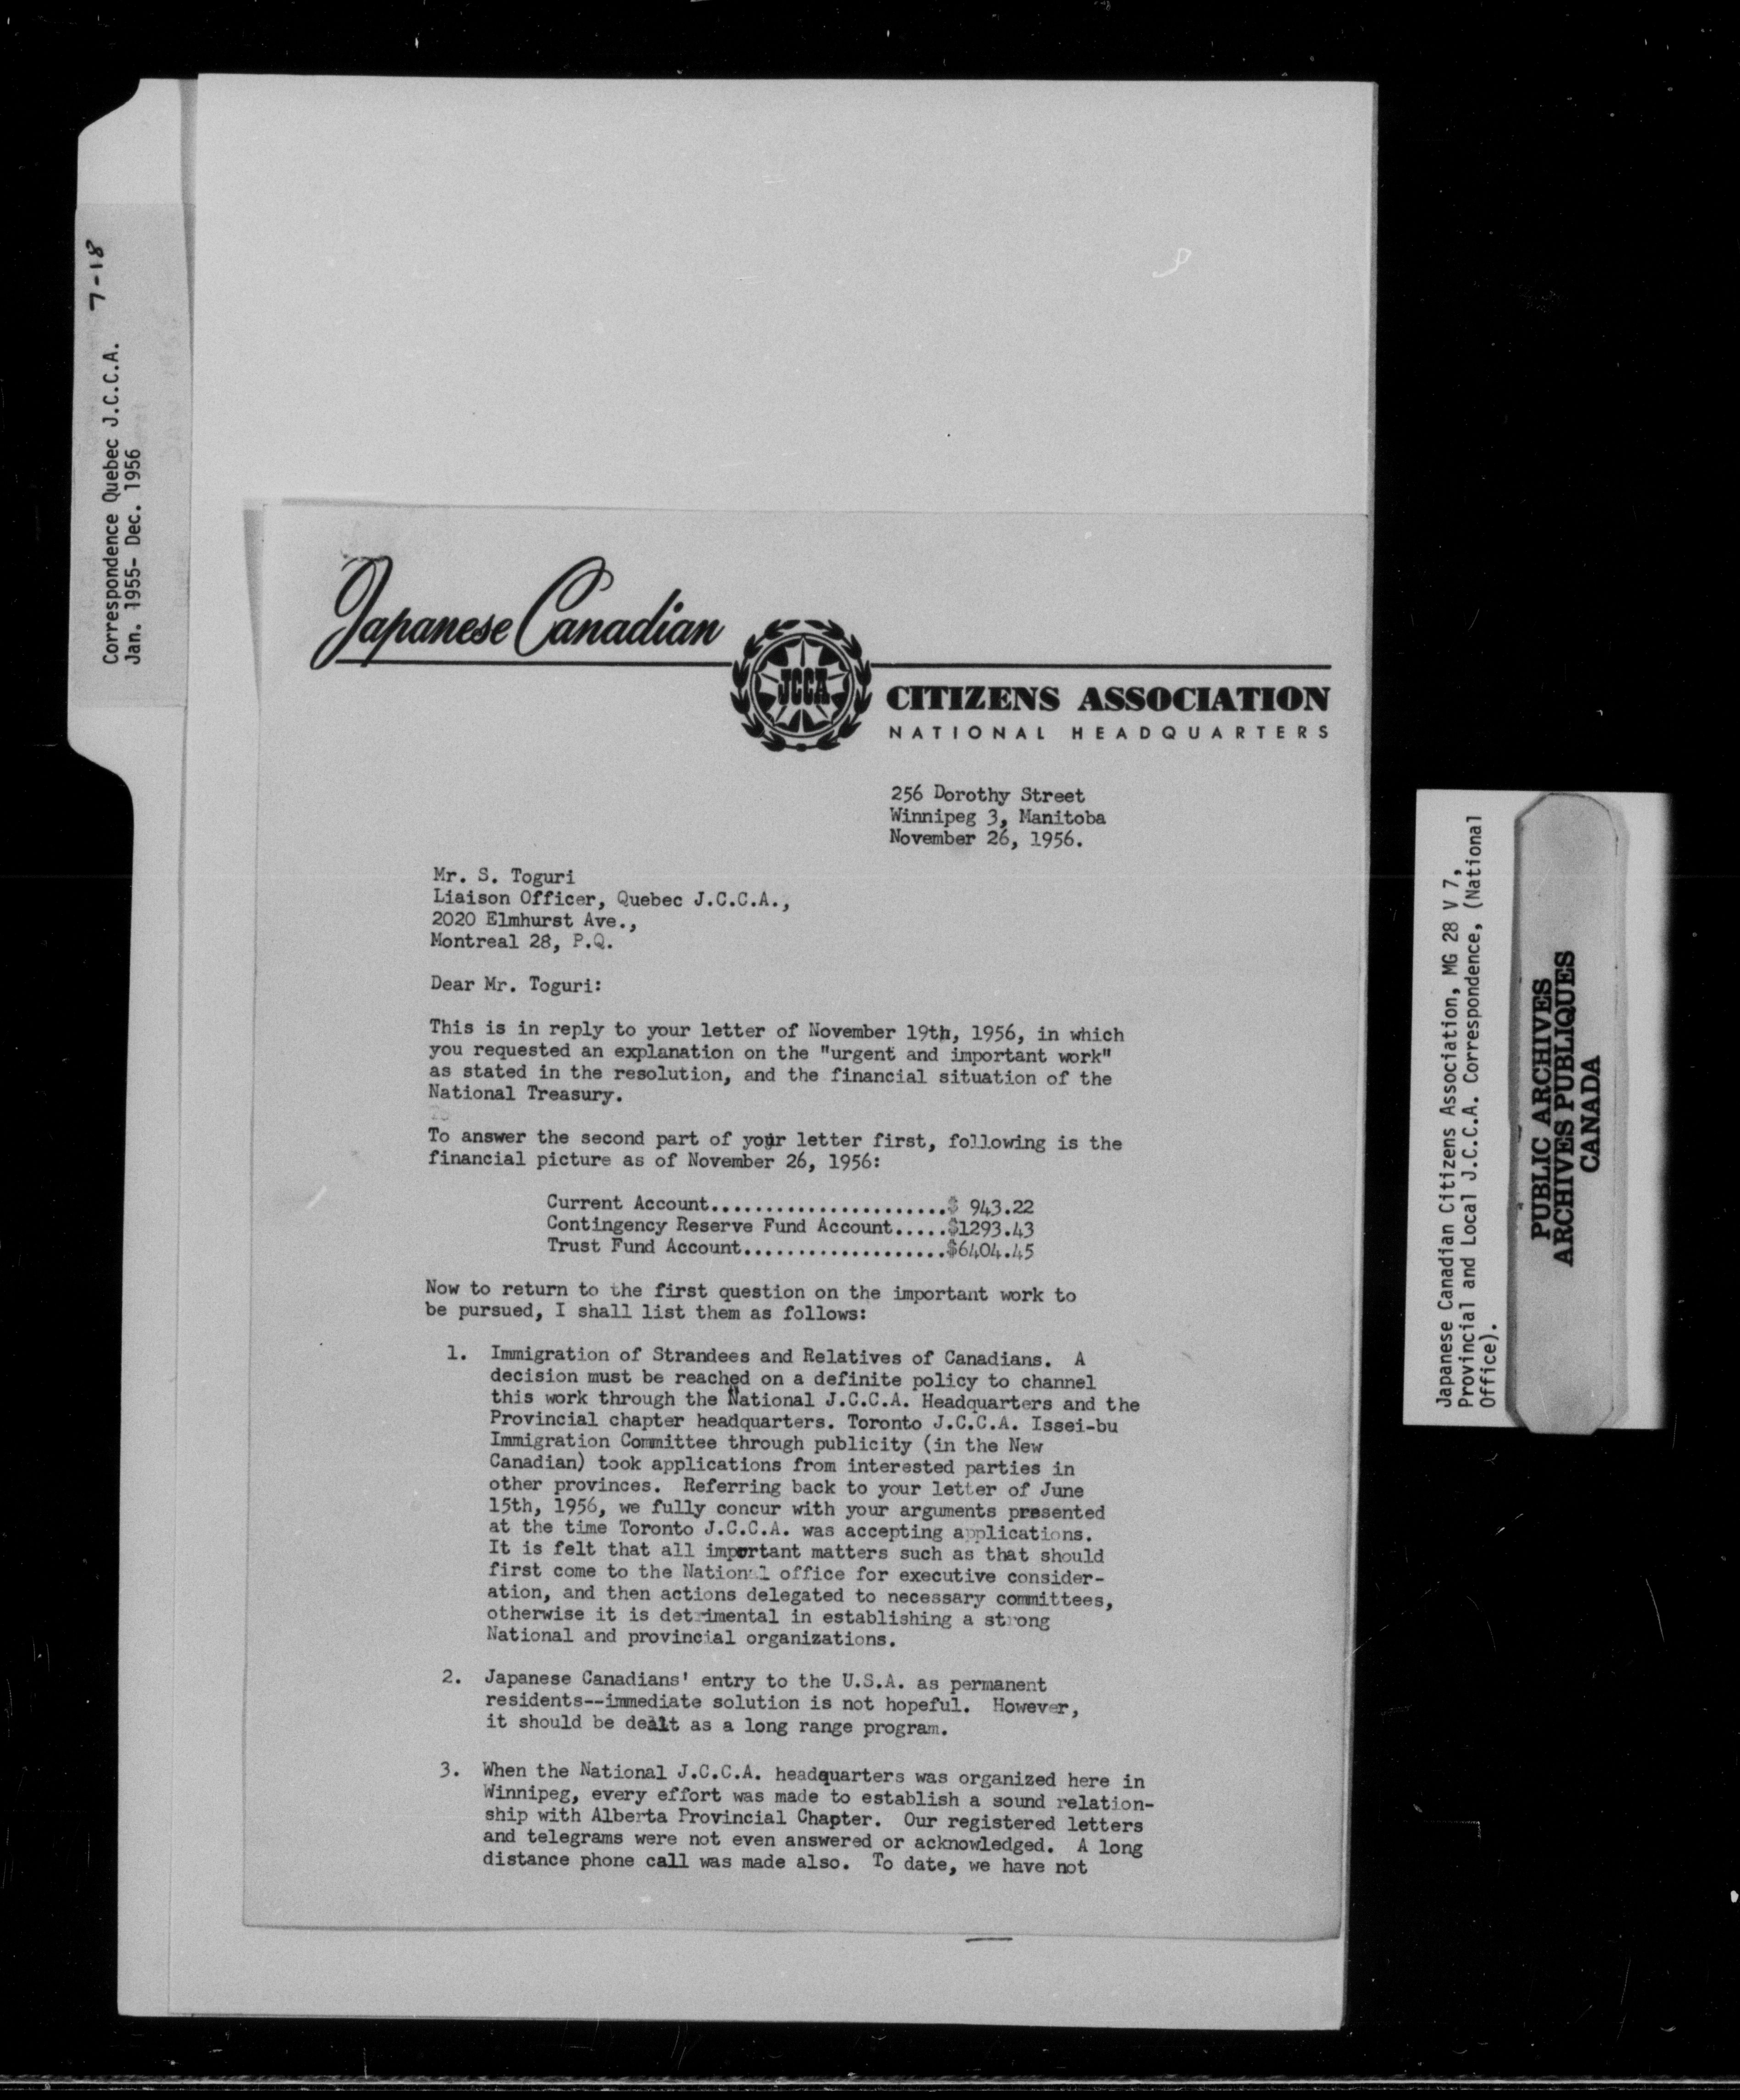 Correspondence Quebec J.C.C.A. 7-18
Jan. 1955- Dec. 1956
Japanese Canadian
JCCA
CITIZENS ASSOCIATION
NATIONAL HEADQUARTERS
256 Dorothy Street
Winnipeg 3, Manitoba
November 26, 1956.
Mr. S. Toguri
Liaison Officer, Quebec J.C.C.A.,
2020 Elmhurst Ave.,
Montreal 28, P.Q.
Dear Mr. Toguri:
This is in reply to your letter of November 19th, 1956, in which
you requested an explanation on the "urgent and important work"
as stated in the resolution, and the financial situation of the
National Treasury.
To answer the second part of your letter first, following is the
financial picture as of November 26, 1956:
Current Account......................$ 943.22
Contingency Reserve Fund Account.....$1293.43
Trust Fund Account...................$6404.45
Now to return to the first question on the important work to
be pursued, I shall list them as follows:
1. Immigration of Strandees and Relatives of Canadians. A
decision must be reached on a definite policy to channel
this work through the National J.C.C.A. Headquarters and the
Provincial chapter headquarters. Toronto J.C.C.A. Issei-bu
Immigration Committee through publicity (in the New
Canadian) took applications from interested parties in
other provinces. Referring back to your letter of June
15th, 1956, we fully concur with your arguments presented
at the time Toronto J.C.C.A. was accepting applications.
It is felt that all important matters such as that should
first come to the National office for executive consider-
ation, and then actions delegated to necessary committees,
otherwise it is detrimental in establishing a strong
National and provincial organizations.
2. Japanese Canadians' entry to the U.S.A. as permanent
residents--immediate solution is not hopeful. However,
it should be dealt as a long range program.
3. When the National J.C.C.A. headquarters was organized here in
Winnipeg, every effort was made to establish a sound relation-
ship with Alberta Provincial Chapter. Our registered letters
and telegrams were not even answered or acknowledged. A long
distance phone call was made also. To date, we have not
Japanese Canadian Citizens Association, MG 28 V 7,
Provincial and Local J.C.C.A. Correspondence, (National
Office).
PUBLIC ARCHIVES
ARCHIVES PUBLIQUES
CANADA